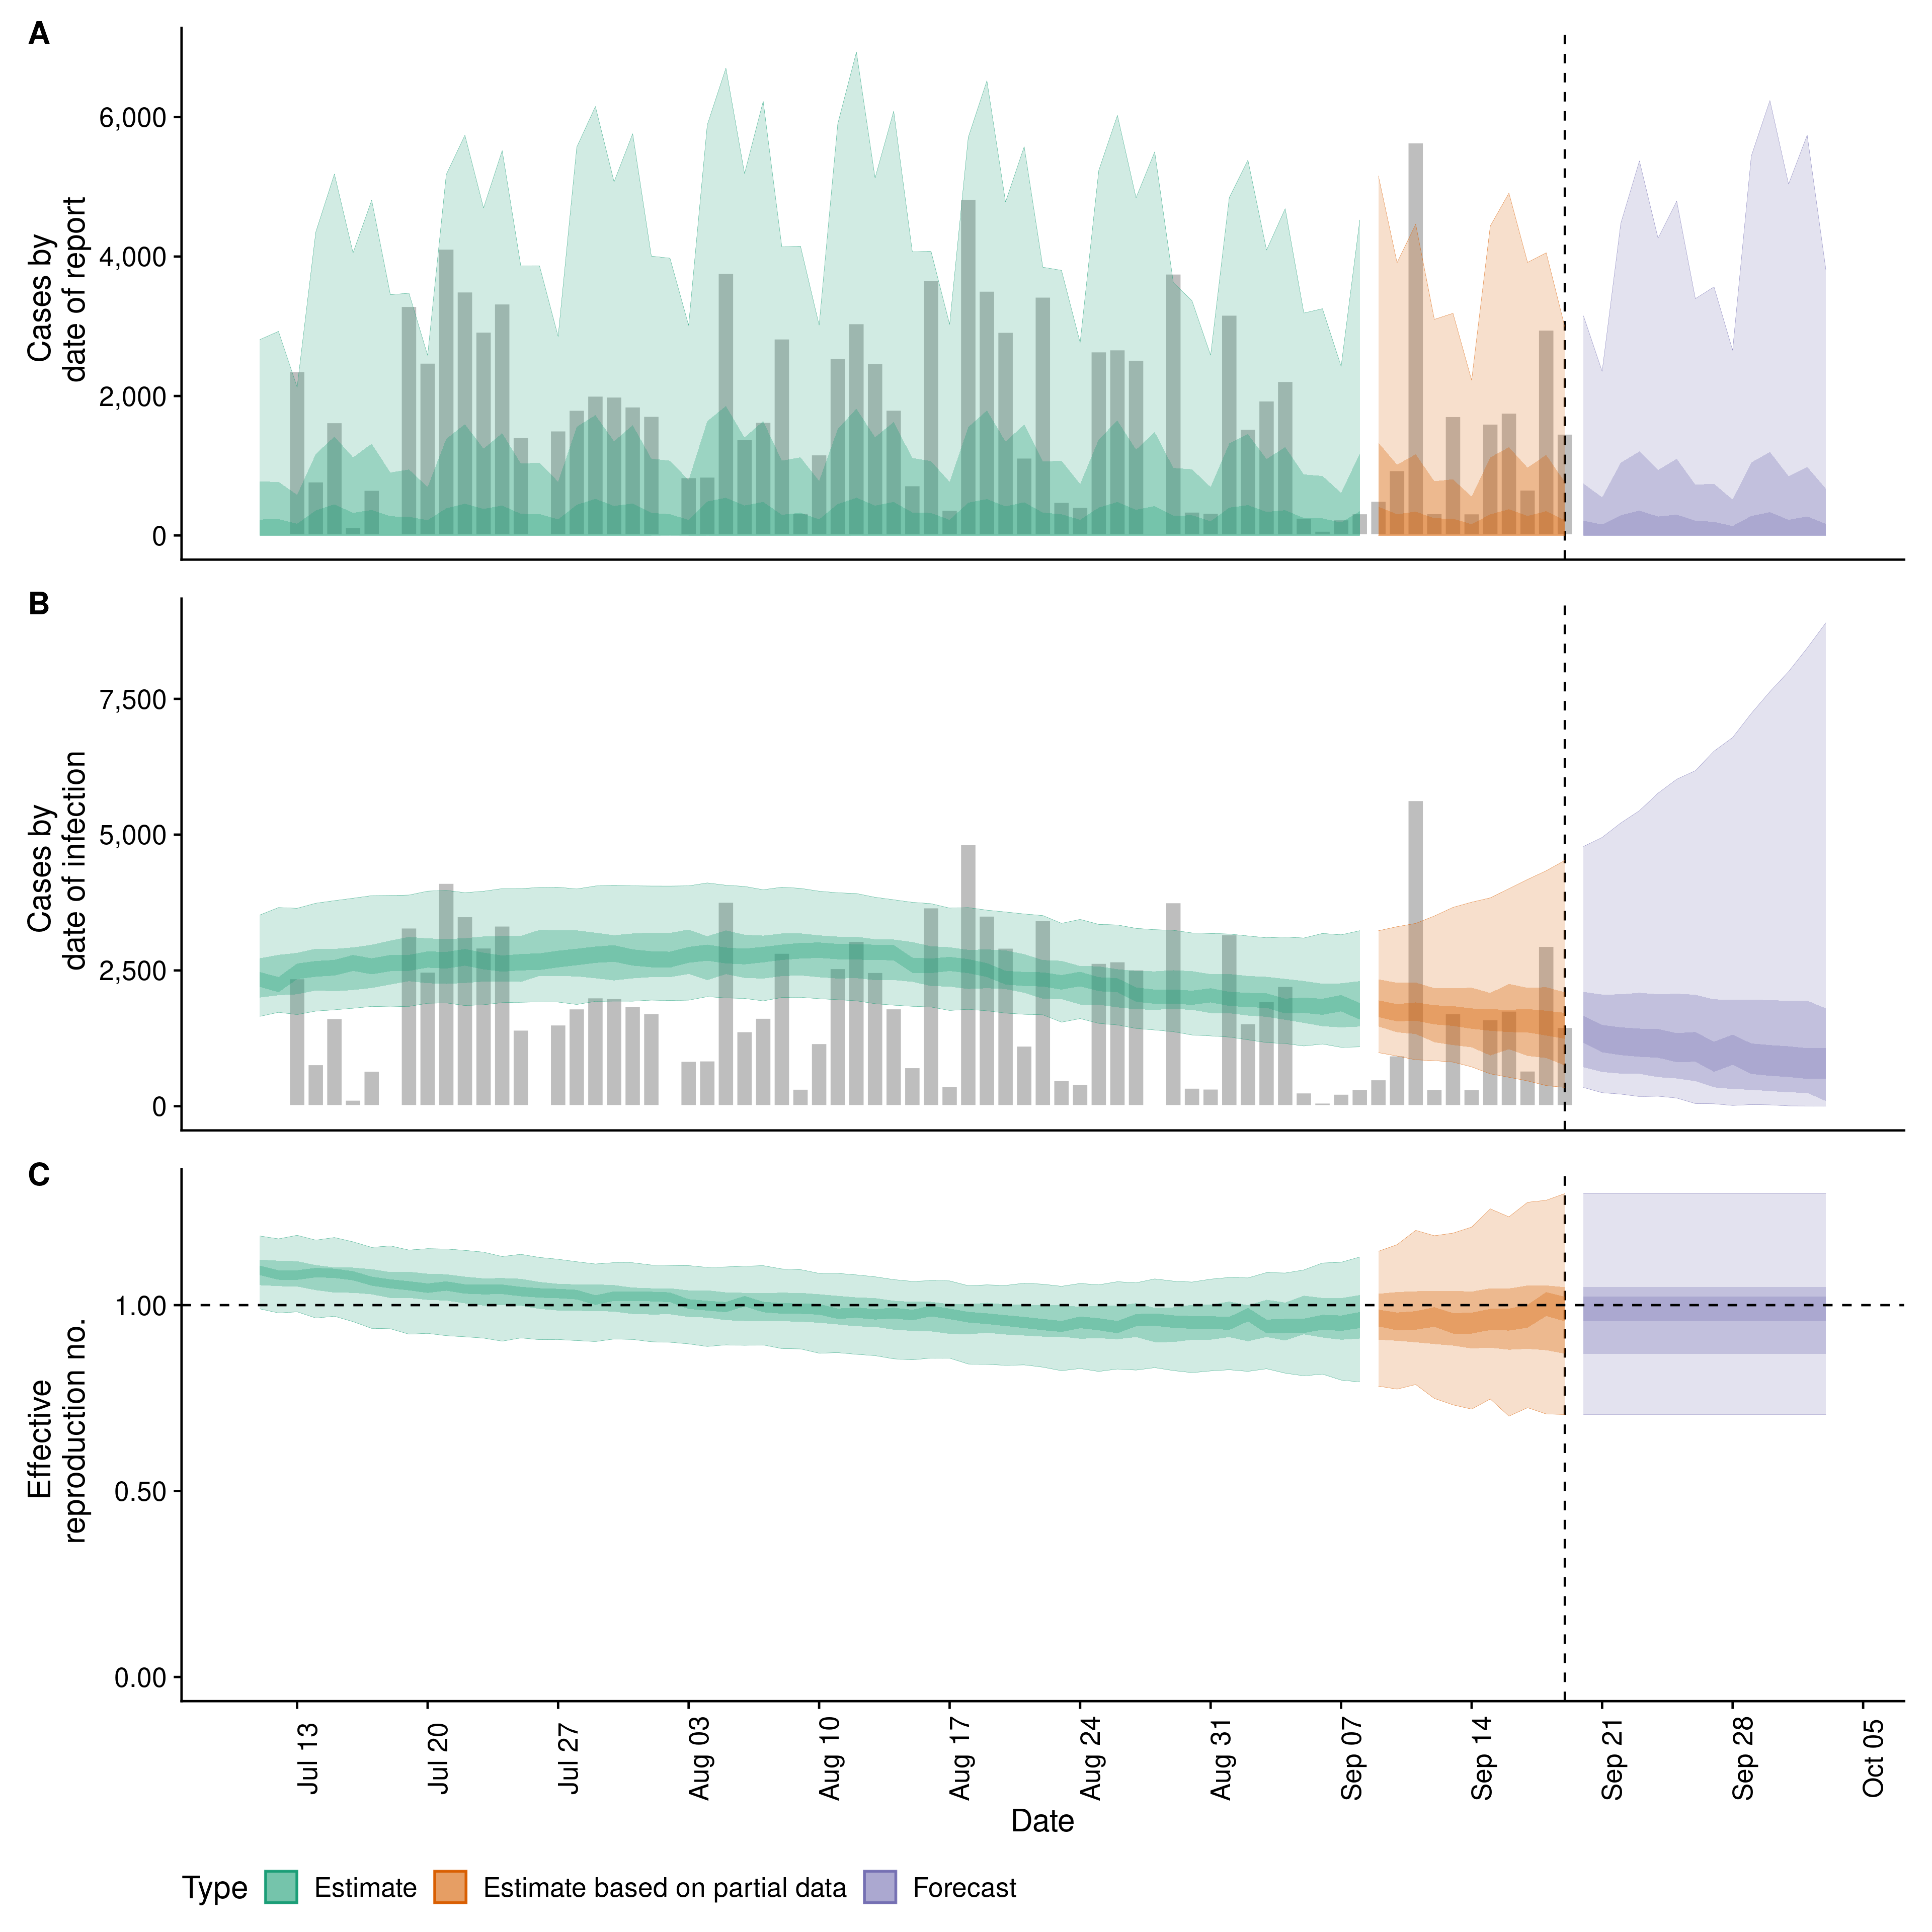 A
Cases by
date of report
6,000
4,000
2,000
0
B
Cases by
date of infection
7,500
5,000
2,500
0
C
Effective
reproduction no.
1.00
0.50
0.00
Jul 13
Jul 20
Jul 27
Aug 03
Aug 10
Aug 17
Aug 24
Aug 31
Sep 07
Sep 14
Sep 21
Sep 28
Oct 05
Date
Type
Estimate
Estimate based on partial data
Forecast